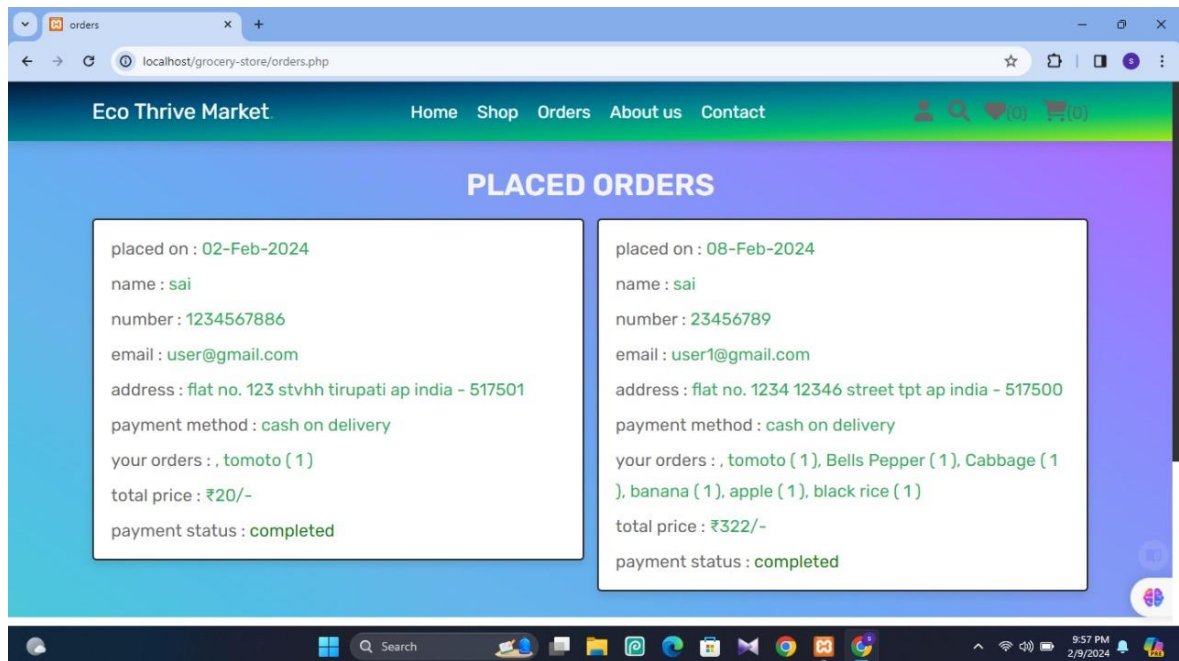 orders
localhost/grocery-store/orders.php
S
Eco Thrive Market.
Home Shop Orders About us Contact
(0) (0)
PLACED ORDERS
placed on : 02-Feb-2024
name : sai
number : 1234567886
email : user@gmail.com
address : flat no. 123 stvhh tirupati ap india - 517501
payment method : cash on delivery
your orders : , tomoto ( 1 )
total price : ₹20/-
payment status : completed
placed on : 08-Feb-2024
name : sai
number : 23456789
email : user1@gmail.com
address : flat no. 1234 12346 street tpt ap india - 517500
payment method : cash on delivery
your orders : , tomoto ( 1 ), Bells Pepper ( 1 ), Cabbage ( 1
), banana ( 1 ), apple ( 1 ), black rice ( 1 )
total price : ₹322/-
payment status : completed
Search
9:57 PM
2/9/2024
PRE